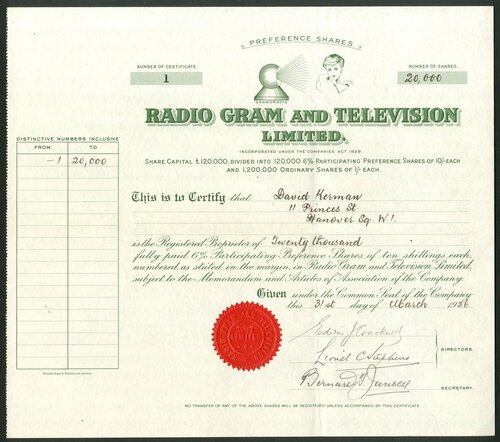 PREFERENCE SHARES
NUMBER OF CERTIFICATE.
1
NUMBER OF SHARES.
20,000
GRAMORADIO
RADIO GRAM AND TELEVISION
LIMITED.
INCORPORATED UNDER THE COMPANIES ACT 1929.
SHARE CAPITAL £120,000, DIVIDED INTO 120,000 6% PARTICIPATING PREFERENCE SHARES OF 10/- EACH
AND 1,200,000 ORDINARY SHARES OF 1/- EACH.
DISTINCTIVE NUMBERS INCLUSIVE
FROM TO
1 20,000
This is to Certify that David Kerman
11 Princes St.
Hanover Sq. W1.
is the Registered Proprietor of Twenty thousand
fully paid 6% Participating Preference Shares of ten shillings each,
numbered as stated in the margin, in Radio Gram and Television Limited,
subject to the Memorandum and Articles of Association of the Company.
Given under the Common Seal of the Company
this 31st day of March 1936
Lionel C Stephens
DIRECTORS.
SECRETARY.
NO TRANSFER OF ANY OF THE ABOVE SHARES WILL BE REGISTERED UNLESS ACCOMPANIED BY THIS CERTIFICATE.